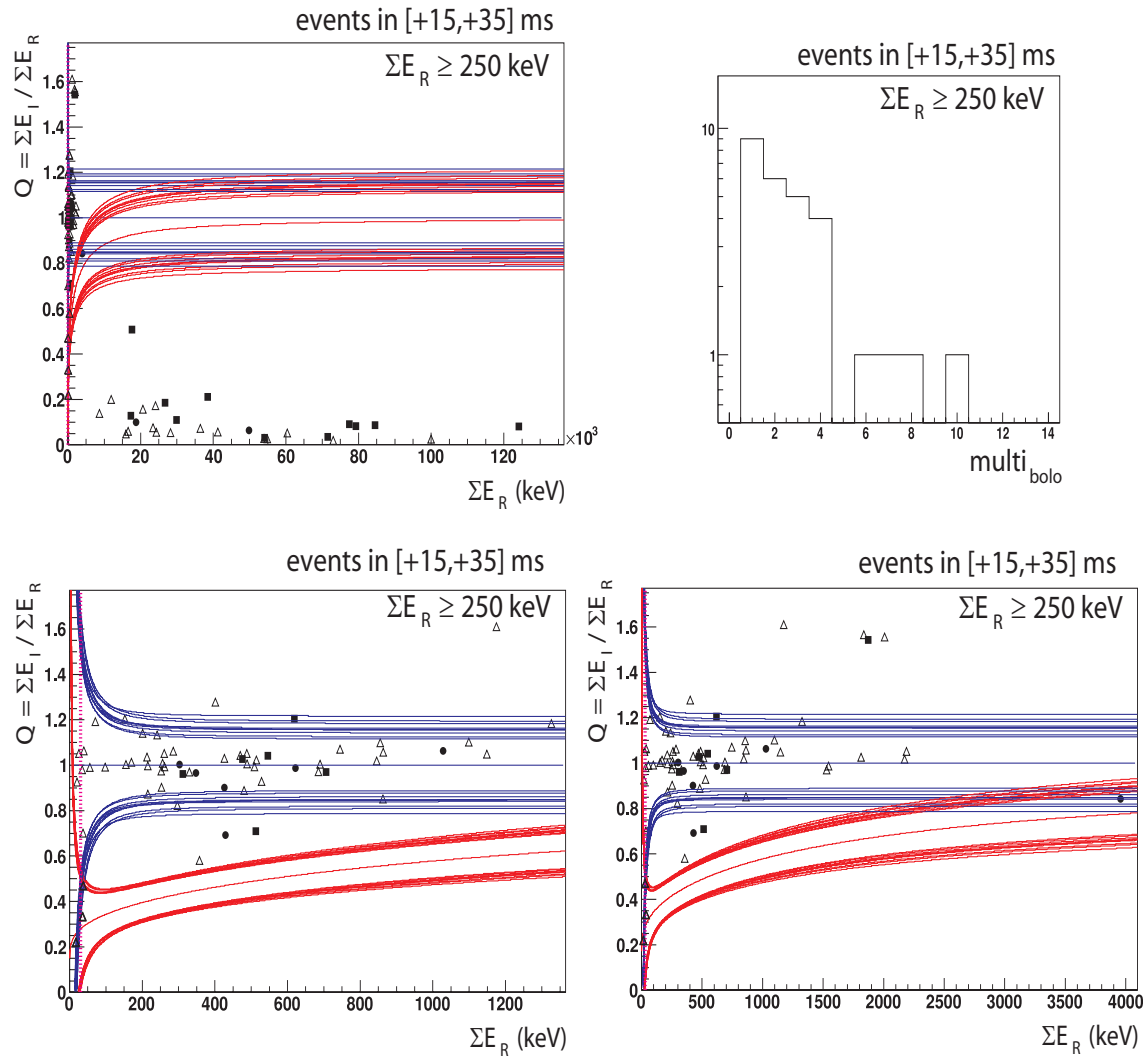 events in [+15,+35] ms
ΣE_R ≥ 250 keV
Q = ΣE_I / ΣE_R
1.6
1.4
1.2
1
0.8
0.6
0.4
0.2
0
0 20 40 60 80 100 120
×10³
ΣE_R (keV)
events in [+15,+35] ms
ΣE_R ≥ 250 keV
10
1
0 2 4 6 8 10 12 14
multi_bolo
events in [+15,+35] ms
ΣE_R ≥ 250 keV
Q = ΣE_I / ΣE_R
1.6
1.4
1.2
1
0.8
0.6
0.4
0.2
0
0 200 400 600 800 1000 1200
ΣE_R (keV)
events in [+15,+35] ms
ΣE_R ≥ 250 keV
Q = ΣE_I / ΣE_R
1.6
1.4
1.2
1
0.8
0.6
0.4
0.2
0
0 500 1000 1500 2000 2500 3000 3500 4000
ΣE_R (keV)